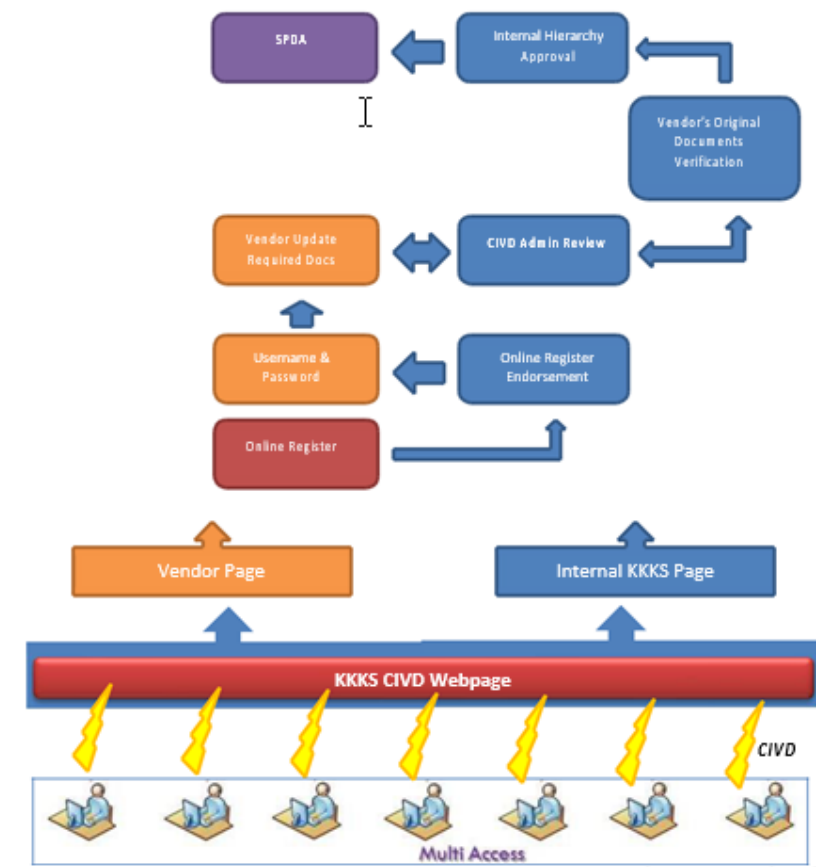 SPDA
Internal Hierarchy
Approval
Vendor's Original
Documents
Verification
Vendor Update
Required Docs
CIVD Admin Review
Username &
Password
Online Register
Endorsement
Online Register
Vendor Page
Internal KKKS Page
KKKS CIVD Webpage
CIVD
Multi Access